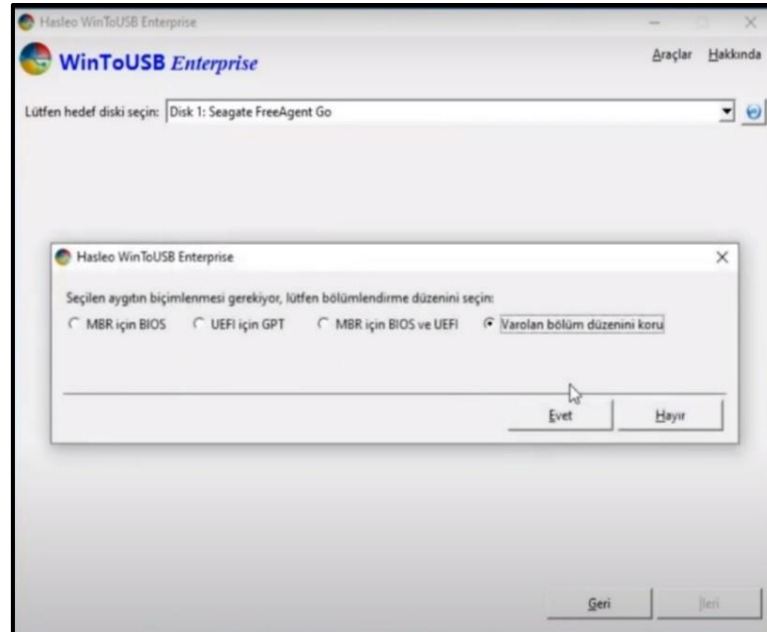 Hasleo WinToUSB Enterprise
WinToUSB Enterprise
Araçlar Hakkında
Lütfen hedef diski seçin: Disk 1: Seagate FreeAgent Go
Hasleo WinToUSB Enterprise
Seçilen aygıtın biçimlenmesi gerekiyor, lütfen bölümlendirme düzenini seçin:
MBR için BIOS UEFI için GPT MBR için BIOS ve UEFI Varolan bölüm düzenini koru
Evet Hayır
Geri İleri